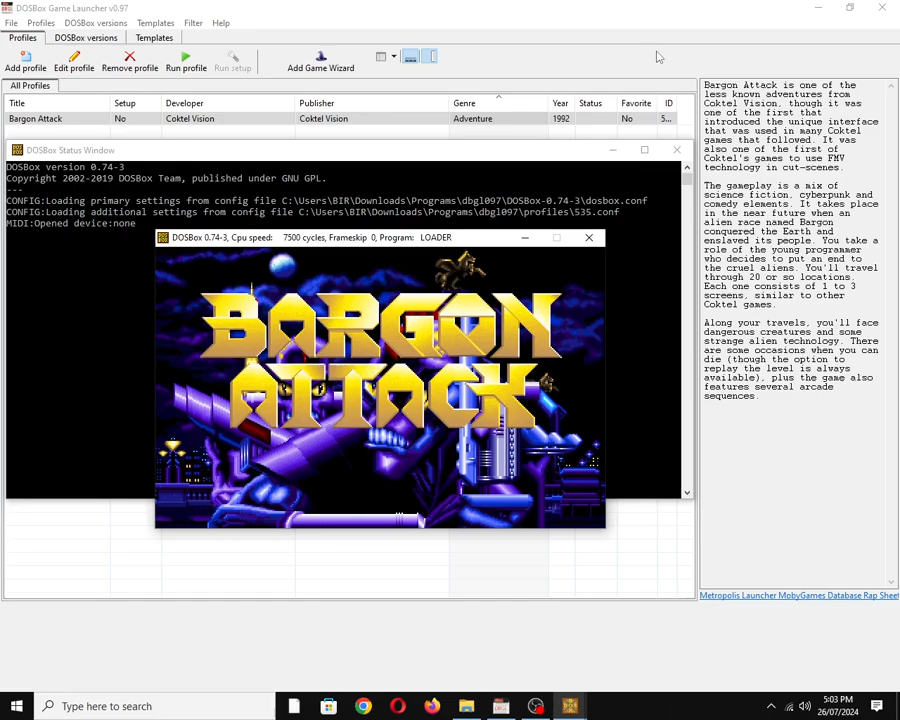 DOSBox Game Launcher v0.97
File Profiles DOSBox versions Templates Filter Help
Profiles DOSBox versions Templates
Add profile Edit profile Remove profile Run profile Run setup Add Game Wizard
All Profiles
Title Setup Developer Publisher Genre Year Status Favorite ID
Bargon Attack No Coktel Vision Coktel Vision Adventure 1992 No 5...
DOSBox Status Window
DOSBox version 0.74-3
Copyright 2002-2019 DOSBox Team, published under GNU GPL.
---
CONFIG:Loading primary settings from config file C:\Users\BIR\Downloads\Programs\dbgl097\DOSBox-0.74-3\dosbox.conf
CONFIG:Loading additional settings from config file C:\Users\BIR\Downloads\Programs\dbgl097\profiles\535.conf
MIDI:Opened device:none
DOSBox 0.74-3, Cpu speed: 7500 cycles, Frameskip 0, Program: LOADER
BARGON
ATTACK
Bargon Attack is one of the
less known adventures from
Coktel Vision, though it was
one of the first that
introduced the unique interface
that was used in many Coktel
games that followed. It was
also one of the first of
Coktel's games to use FMV
technology in cut-scenes.
The gameplay is a mix of
science fiction, cyberpunk and
comedy elements. It takes place
in the near future when an
alien race named Bargon
conquered the Earth and
enslaved its people. You take a
role of the young programmer
who decides to put an end to
the cruel aliens. You'll travel
through 20 or so locations.
Each one consists of 1 to 3
screens, similar to other
Coktel games.
Along your travels, you'll face
dangerous creatures and some
strange alien technology. There
are some occasions when you can
die (though the option to
replay the level is always
available), plus the game also
features several arcade
sequences.
Metropolis Launcher MobyGames Database Rap Sheet
Type here to search
5:03 PM
26/07/2024